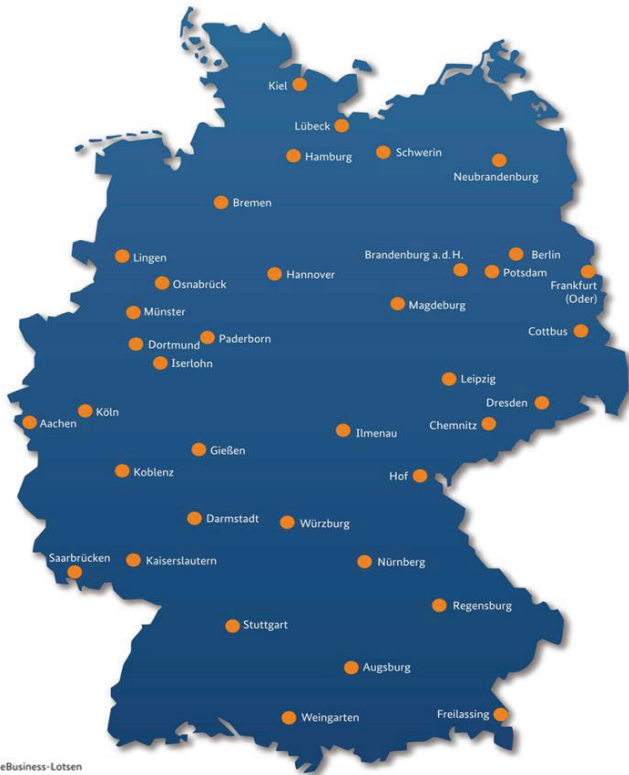 Kiel
Lübeck
Hamburg
Schwerin
Neubrandenburg
Bremen
Lingen
Osnabrück
Hannover
Brandenburg a.d.H.
Berlin
Potsdam
Frankfurt
(Oder)
Magdeburg
Münster
Cottbus
Dortmund
Paderborn
Iserlohn
Leipzig
Dresden
Köln
Aachen
Chemnitz
Ilmenau
Gießen
Koblenz
Hof
Darmstadt
Würzburg
Saarbrücken
Kaiserslautern
Nürnberg
Regensburg
Stuttgart
Augsburg
Weingarten
Freilassing
eBusiness-Lotsen